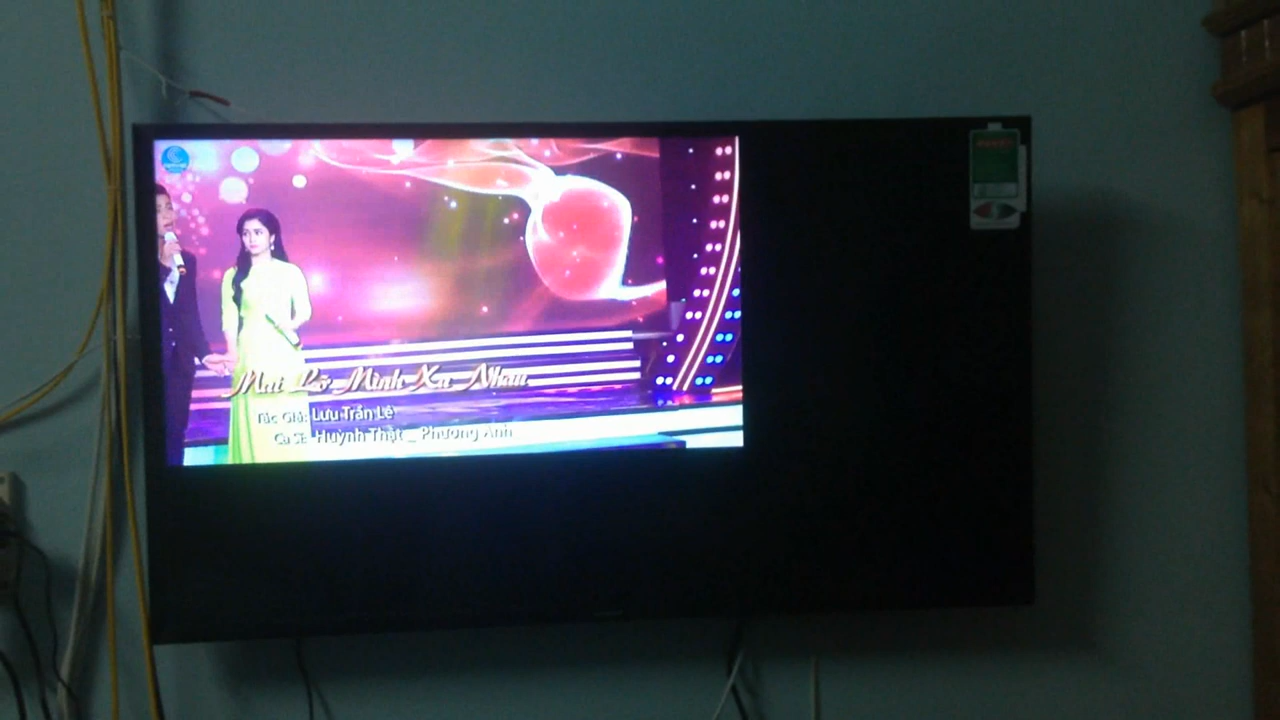 Mai Lỡ Mình Xa Nhau
Tác Giả: Lưu Trần Lê
Ca Sĩ: Huỳnh Thật _ Phương Anh